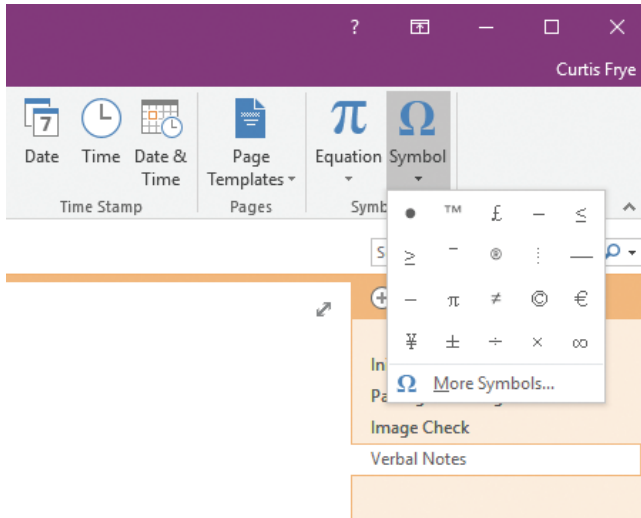 ?
Curtis Frye
7
Date Time Date & Time
Page Templates
Equation Symbol
Time Stamp Pages
● ™ £ – ≤
≥ ® ⋮ —
– π ≠ © €
¥ ± ÷ × ∞
Ω More Symbols...
Image Check
Verbal Notes